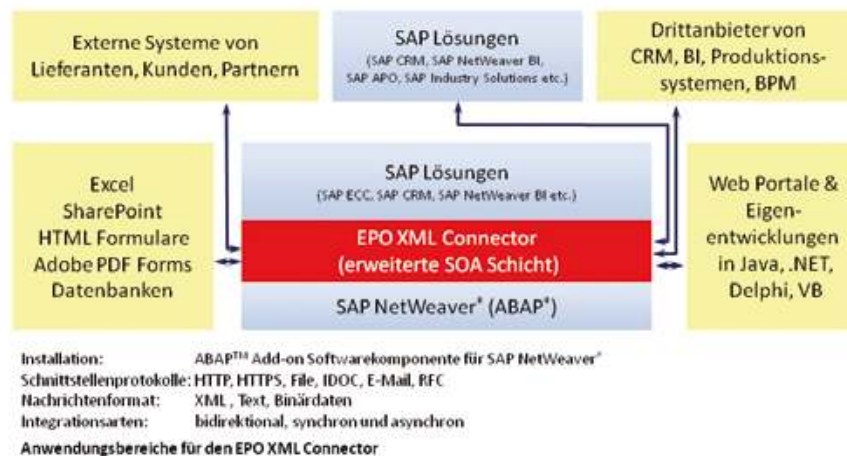 Externe Systeme von
Lieferanten, Kunden, Partnern
SAP Lösungen
(SAP CRM, SAP NetWeaver BI,
SAP APO, SAP Industry Solutions etc.)
Drittanbieter von
CRM, BI, Produktions-
systemen, BPM
Excel
SharePoint
HTML Formulare
Adobe PDF Forms
Datenbanken
SAP Lösungen
(SAP ECC, SAP CRM, SAP NetWeaver BI etc.)
EPO XML Connector
(erweiterte SOA Schicht)
SAP NetWeaver® (ABAP®)
Web Portale &
Eigen-
entwicklungen
in Java, .NET,
Delphi, VB
Installation: ABAP™ Add-on Softwarekomponente für SAP NetWeaver®
Schnittstellenprotokolle: HTTP, HTTPS, File, IDOC, E-Mail, RFC
Nachrichtenformat: XML , Text, Binärdaten
Integrationsarten: bidirektional, synchron und asynchron
Anwendungsbereiche für den EPO XML Connector